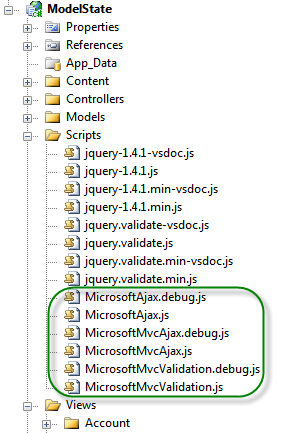 ModelState
Properties
References
App_Data
Content
Controllers
Models
Scripts
jquery-1.4.1-vsdoc.js
jquery-1.4.1.js
jquery-1.4.1.min-vsdoc.js
jquery-1.4.1.min.js
jquery.validate-vsdoc.js
jquery.validate.js
jquery.validate.min-vsdoc.js
jquery.validate.min.js
MicrosoftAjax.debug.js
MicrosoftAjax.js
MicrosoftMvcAjax.debug.js
MicrosoftMvcAjax.js
MicrosoftMvcValidation.debug.js
MicrosoftMvcValidation.js
Views
Account